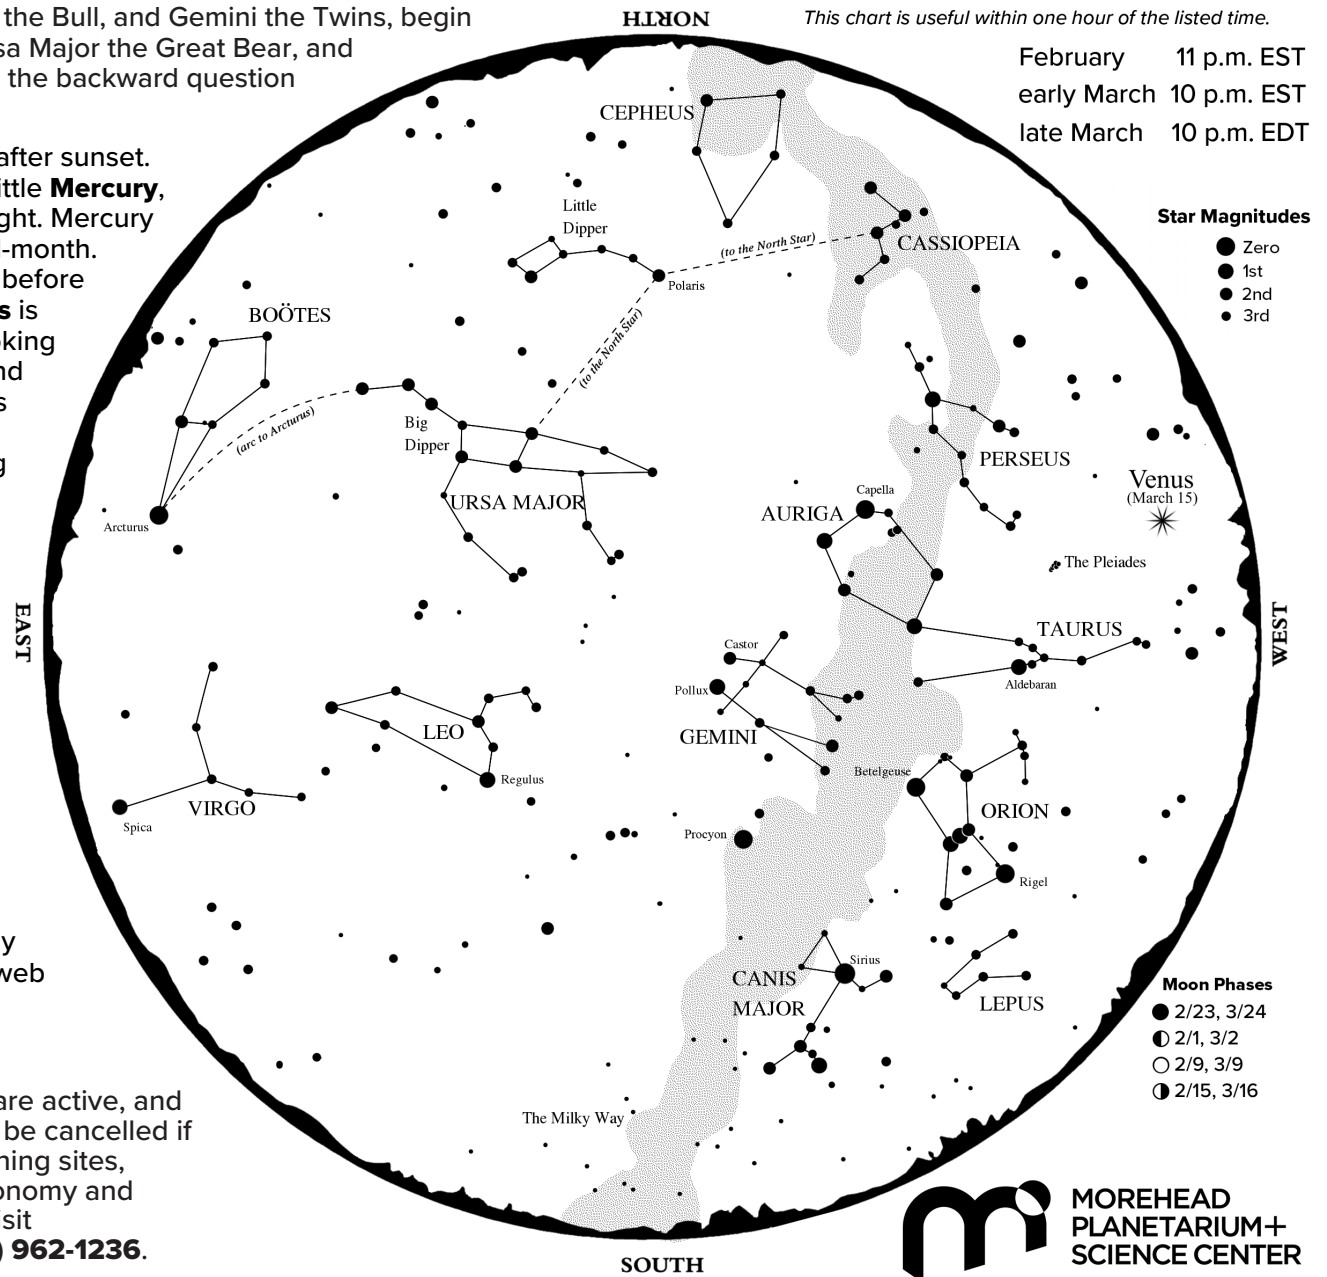 the Bull, and Gemini the Twins, begin
sa Major the Great Bear, and
the backward question
after sunset.
ittle Mercury,
ght. Mercury
-month.
before
s is
king
nd
s
g
y
web
are active, and
be cancelled if
ning sites,
onomy and
isit
) 962-1236.
This chart is useful within one hour of the listed time.
February 11 p.m. EST
early March 10 p.m. EST
late March 10 p.m. EDT
Star Magnitudes
Zero
1st
2nd
3rd
NORTH
CEPHEUS
Little
Dipper
(to the North Star)
CASSIOPEIA
Polaris
BOÖTES
(to the North Star)
(arc to Arcturus)
Big
Dipper
PERSEUS
Venus
(March 15)
Capella
URSA MAJOR
AURIGA
Arcturus
The Pleiades
EAST
WEST
TAURUS
Castor
Aldebaran
Pollux
LEO
GEMINI
Betelgeuse
Regulus
VIRGO
ORION
Spica
Procyon
Rigel
Sirius
CANIS
MAJOR
LEPUS
The Milky Way
SOUTH
Moon Phases
2/23, 3/24
2/1, 3/2
2/9, 3/9
2/15, 3/16
MOREHEAD
PLANETARIUM+
SCIENCE CENTER